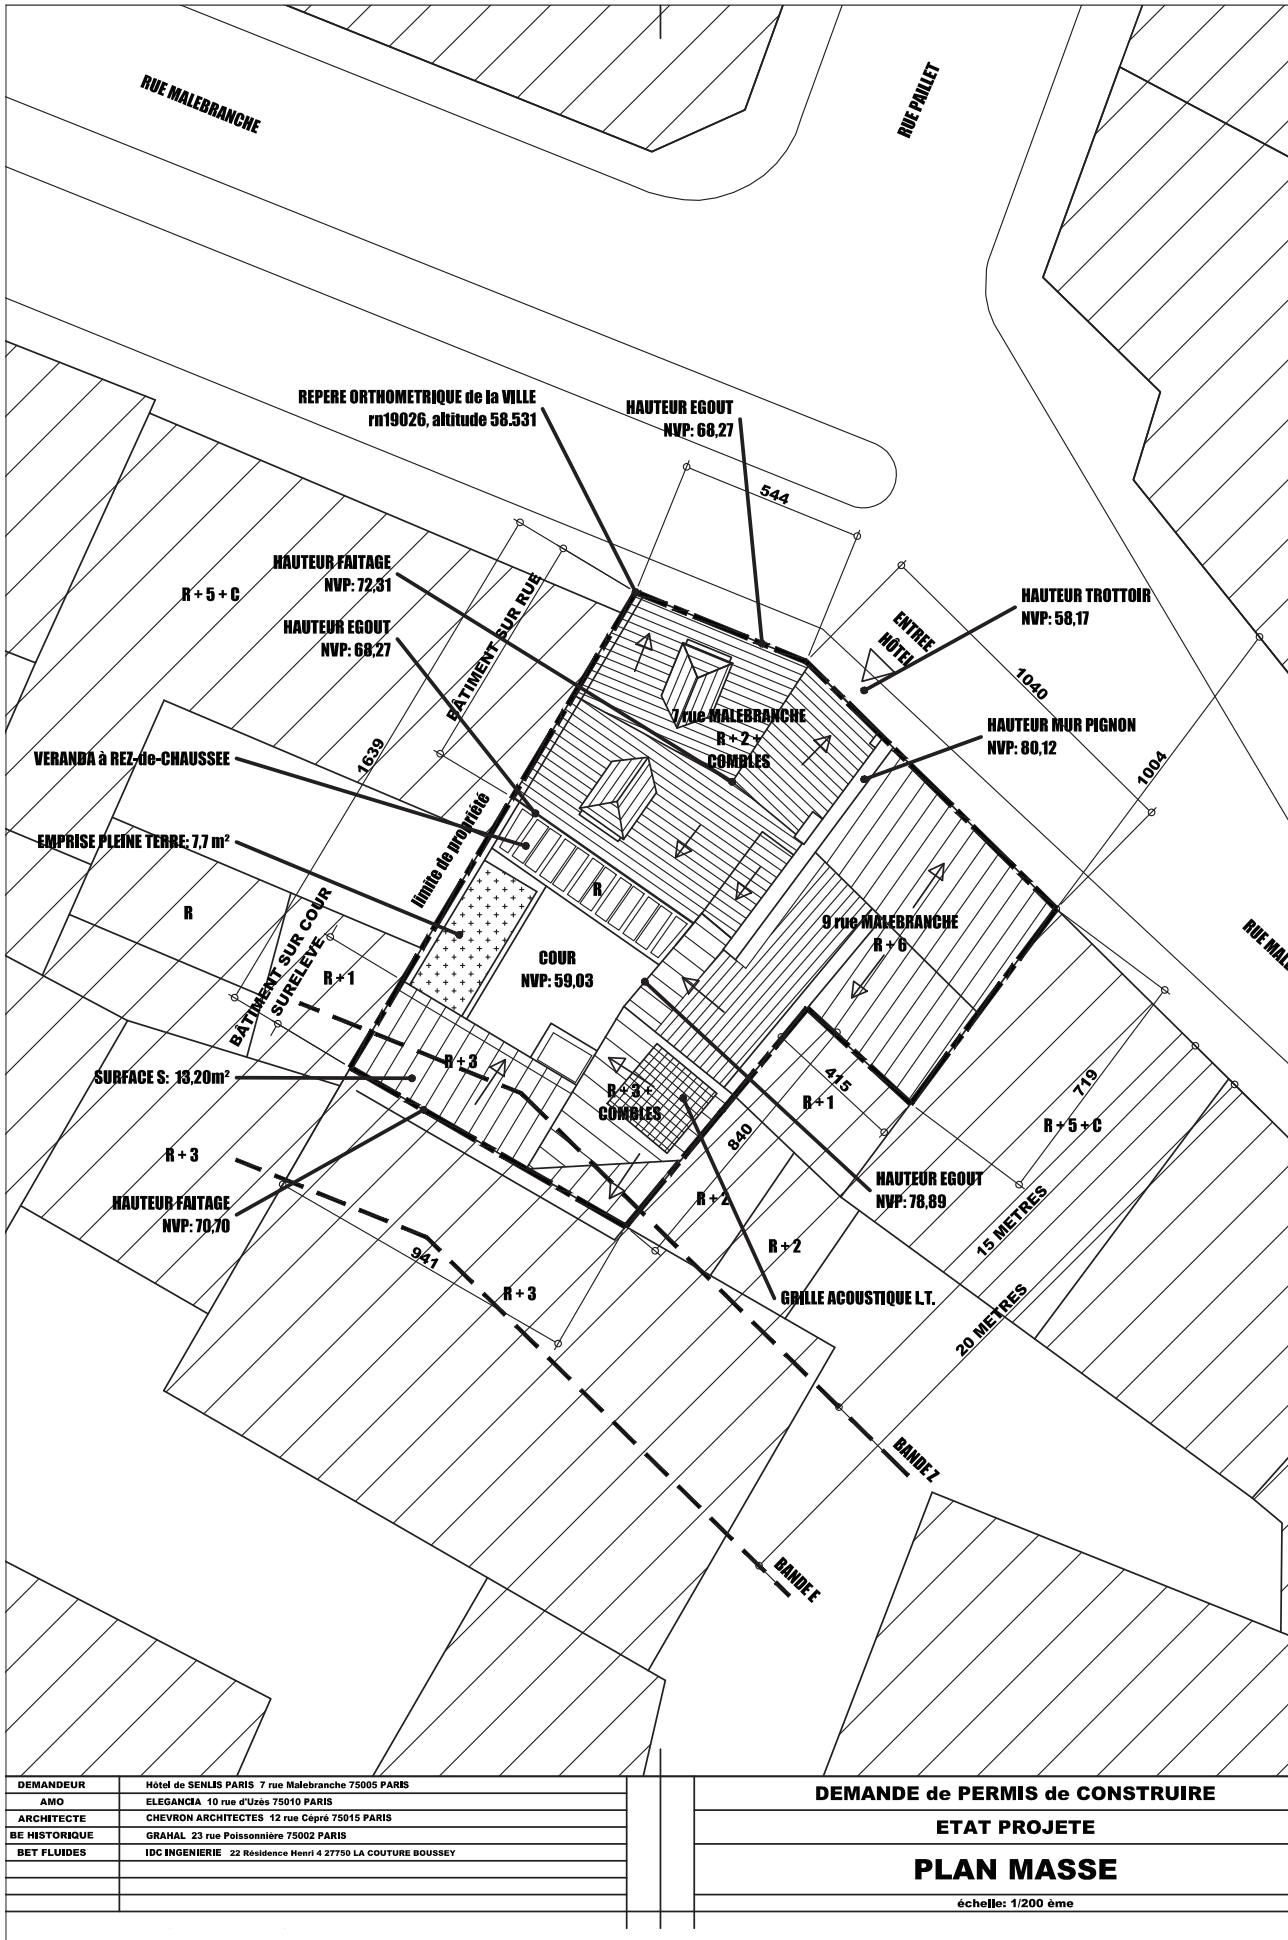 RUE MALEBRANCHE
RUE PAILLET
REPERE ORTHOMETRIQUE de la VILLE
rn19026, altitude 58.531
HAUTEUR EGOUT
NVP: 68,27
544
HAUTEUR FAITAGE
NVP: 72,31
R + 5 + C
HAUTEUR EGOUT
NVP: 68,27
BÂTIMENT SUR RUE
ENTREE
HÔTEL
HAUTEUR TROTTOIR
NVP: 58,17
1040
7 rue MALEBRANCHE
R + 2 +
COMBLES
HAUTEUR MUR PIGNON
NVP: 80,12
1639
VERANDA à REZ-de-CHAUSSEE
1004
EMPRISE PLEINE TERRE: 7,7 m²
limite de propriété
R
R
9 rue MALEBRANCHE
R + 6
BÂTIMENT SUR COUR
SURELEVE
COUR
NVP: 59,03
R + 1
R + 3
SURFACE S: 13,20m²
R + 3 +
COMBLES
415
R + 1
719
R + 5 + C
840
R + 3
HAUTEUR FAITAGE
NVP: 70,70
HAUTEUR EGOUT
NVP: 78,89
R + 2
R + 2
15 METRES
941
R + 3
GRILLE ACOUSTIQUE L.T.
20 METRES
BANDE Z
BANDE E
DEMANDEUR Hôtel de SENLIS PARIS 7 rue Malebranche 75005 PARIS
AMO ELEGANCIA 10 rue d'Uzès 75010 PARIS
ARCHITECTE CHEVRON ARCHITECTES 12 rue Cépré 75015 PARIS
BE HISTORIQUE GRAHAL 23 rue Poissonnière 75002 PARIS
BET FLUIDES IDC INGENIERIE 22 Résidence Henri 4 27750 LA COUTURE BOUSSEY
DEMANDE de PERMIS de CONSTRUIRE
ETAT PROJETE
PLAN MASSE
échelle: 1/200 ème